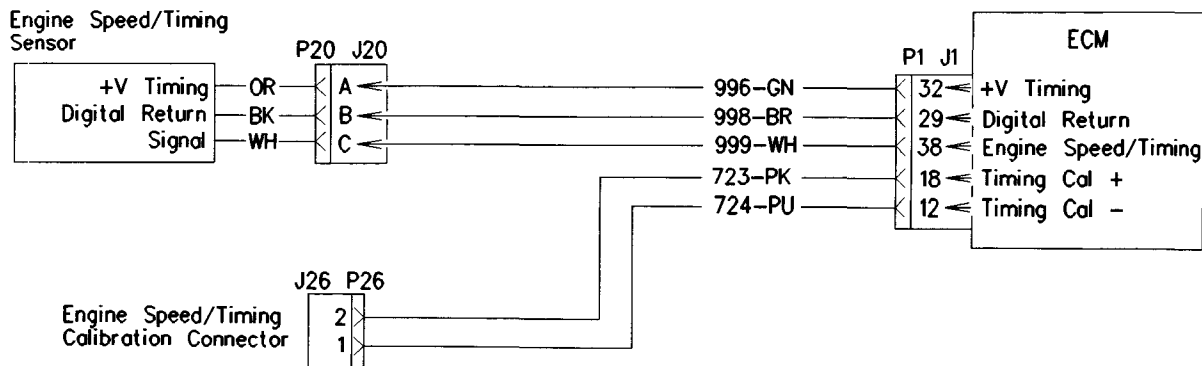 Engine Speed/Timing
Sensor
P20 J20
P1 J1
ECM
+V Timing OR A 996-GN 32 +V Timing
Digital Return BK B 998-BR 29 Digital Return
Signal WH C 999-WH 38 Engine Speed/Timing
723-PK 18 Timing Cal +
724-PU 12 Timing Cal -
J26 P26
Engine Speed/Timing 2
Calibration Connector 1